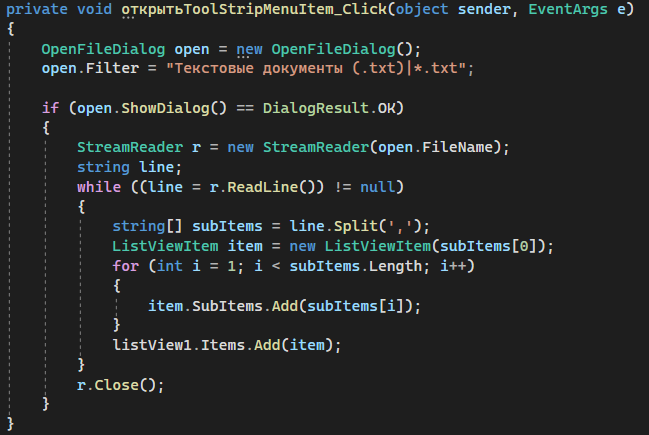 private void открытьToolStripMenuItem_Click(object sender, EventArgs e)
{
OpenFileDialog open = new OpenFileDialog();
open.Filter = "Текстовые документы (.txt)|*.txt";
if (open.ShowDialog() == DialogResult.OK)
{
StreamReader r = new StreamReader(open.FileName);
string line;
while ((line = r.ReadLine()) != null)
{
string[] subItems = line.Split(',');
ListViewItem item = new ListViewItem(subItems[0]);
for (int i = 1; i < subItems.Length; i++)
{
item.SubItems.Add(subItems[i]);
}
listView1.Items.Add(item);
}
r.Close();
}
}